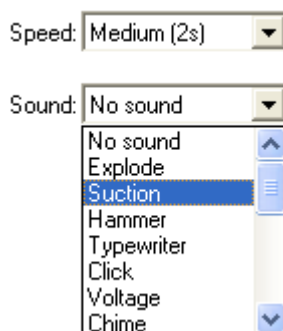 Speed: Medium (2s)
Sound: No sound
No sound
Explode
Suction
Hammer
Typewriter
Click
Voltage
Chime